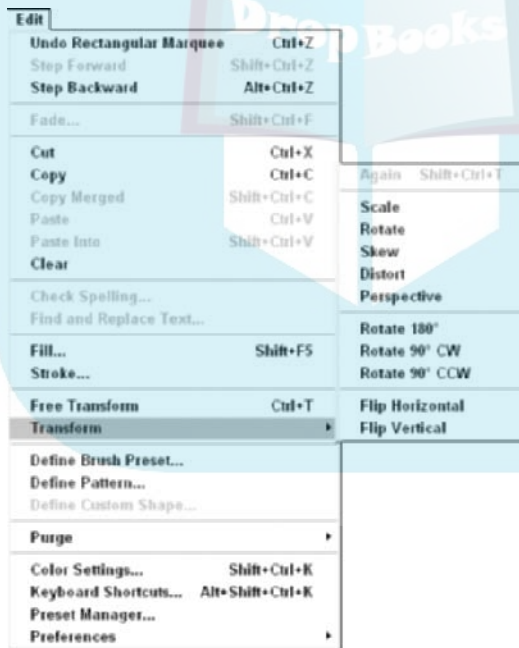 Drop Books
Edit
Undo Rectangular Marquee Ctrl+Z
Step Forward Shift+Ctrl+Z
Step Backward Alt+Ctrl+Z
Fade... Shift+Ctrl+F
Cut Ctrl+X
Copy Ctrl+C
Copy Merged Shift+Ctrl+C
Paste Ctrl+V
Paste Into Shift+Ctrl+V
Clear
Check Spelling...
Find and Replace Text...
Fill... Shift+F5
Stroke...
Free Transform Ctrl+T
Transform
Define Brush Preset...
Define Pattern...
Define Custom Shape...
Purge
Color Settings... Shift+Ctrl+K
Keyboard Shortcuts... Alt+Shift+Ctrl+K
Preset Manager...
Preferences
Again Shift+Ctrl+T
Scale
Rotate
Skew
Distort
Perspective
Rotate 180°
Rotate 90° CW
Rotate 90° CCW
Flip Horizontal
Flip Vertical